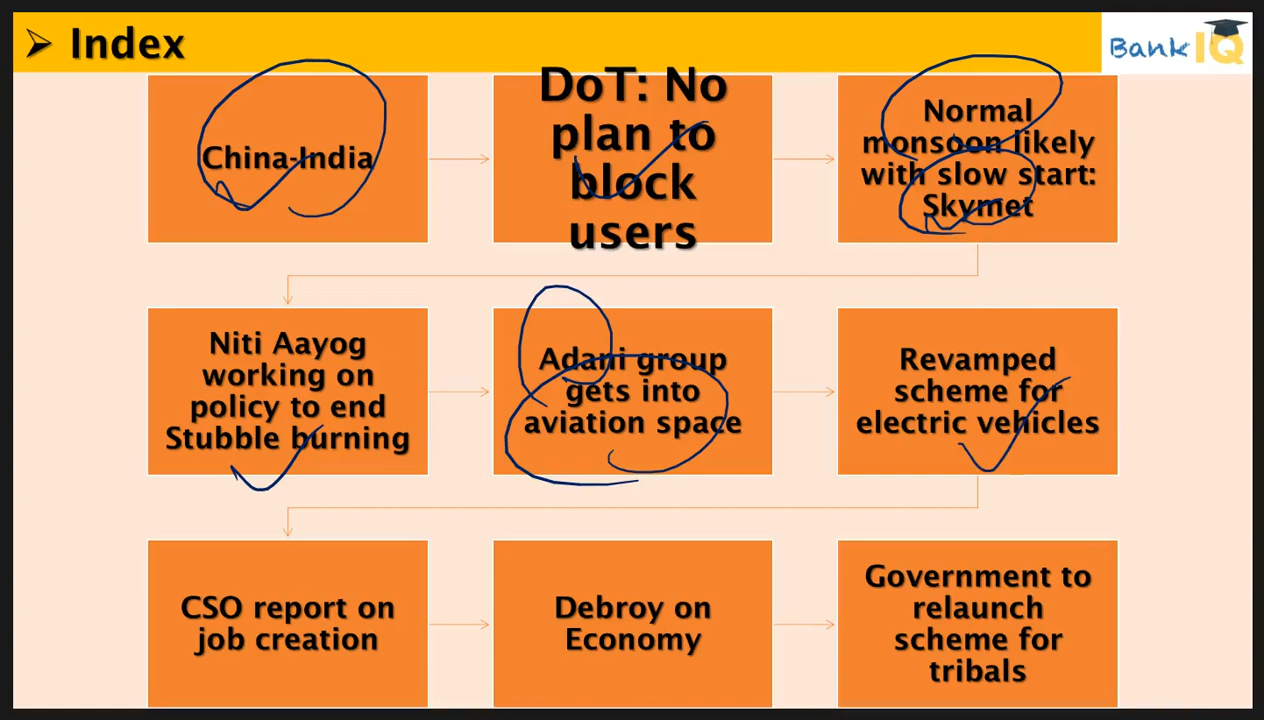 Index
Bank IQ
China-India
DoT: No
plan to
block
users
Normal
monsoon likely
with slow start:
Skymet
Niti Aayog
working on
policy to end
Stubble burning
Adani group
gets into
aviation space
Revamped
scheme for
electric vehicles
CSO report on
job creation
Debroy on
Economy
Government to
relaunch
scheme for
tribals